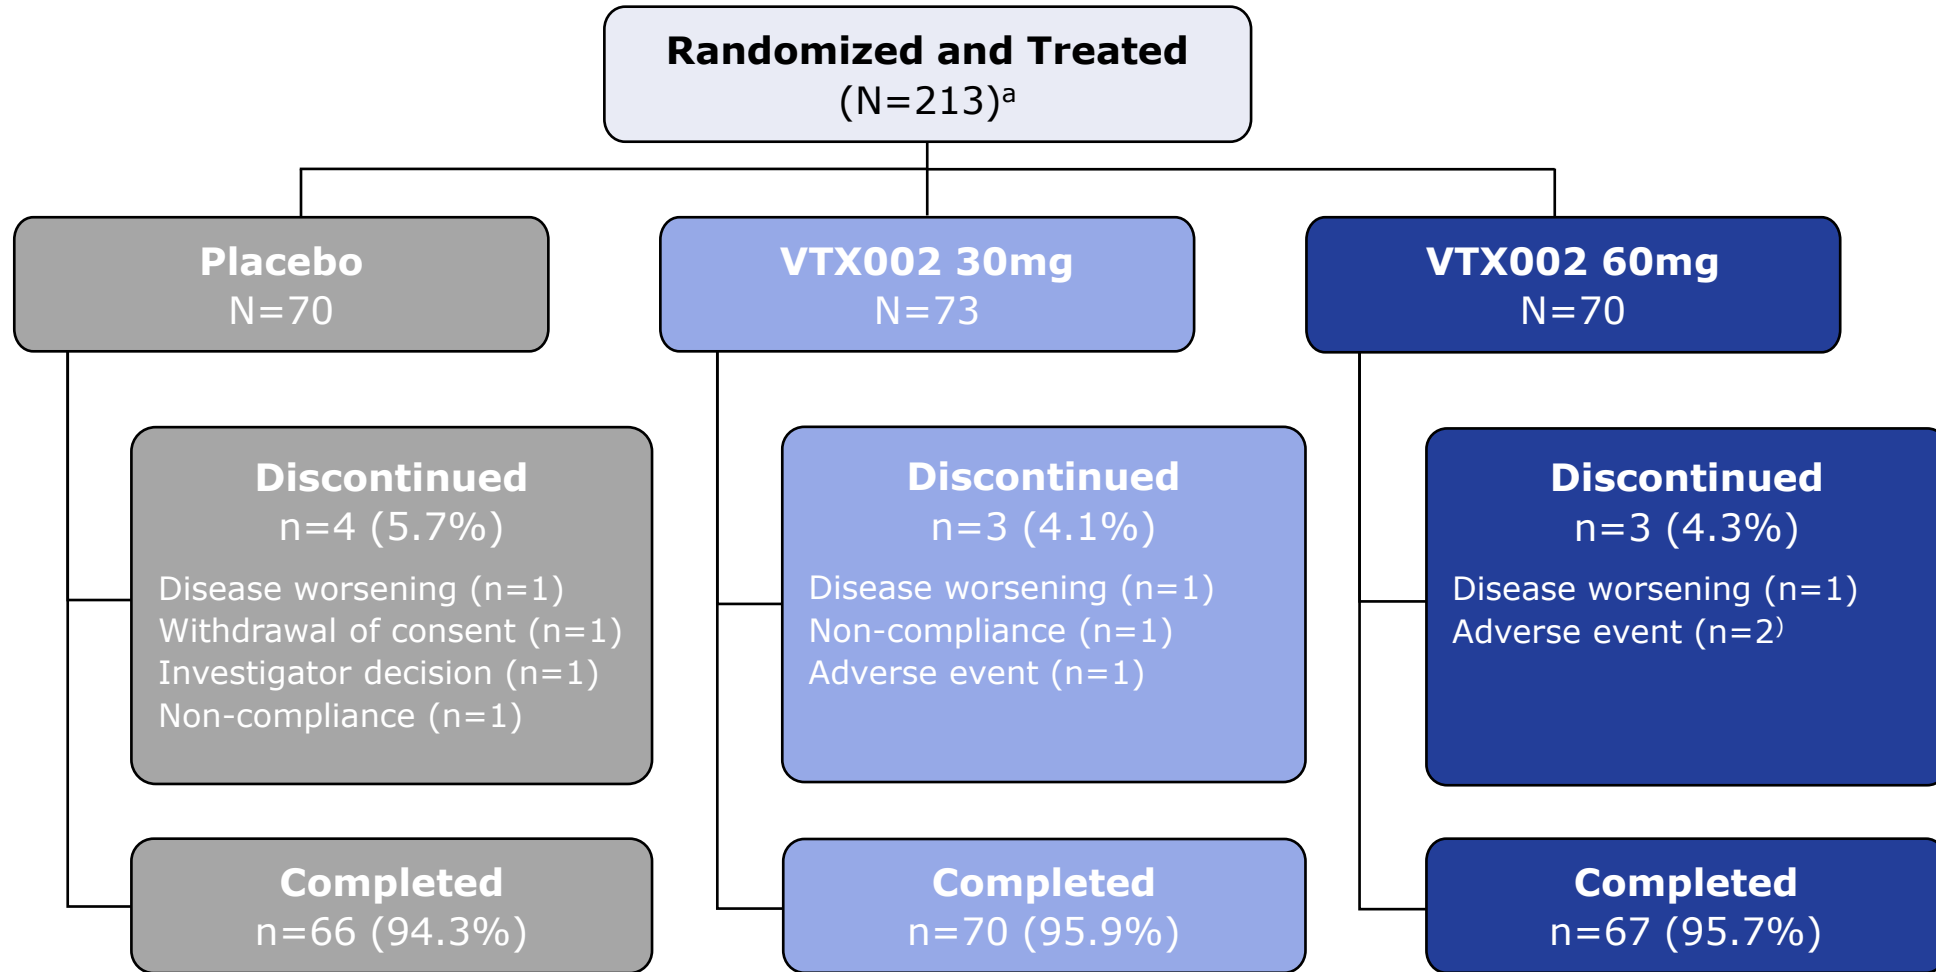 Randomized and Treated
(N=213)ᵃ
Placebo
N=70
VTX002 30mg
N=73
VTX002 60mg
N=70
Discontinued
n=4 (5.7%)
Disease worsening (n=1)
Withdrawal of consent (n=1)
Investigator decision (n=1)
Non-compliance (n=1)
Discontinued
n=3 (4.1%)
Disease worsening (n=1)
Non-compliance (n=1)
Adverse event (n=1)
Discontinued
n=3 (4.3%)
Disease worsening (n=1)
Adverse event (n=2⁾
Completed
n=66 (94.3%)
Completed
n=70 (95.9%)
Completed
n=67 (95.7%)